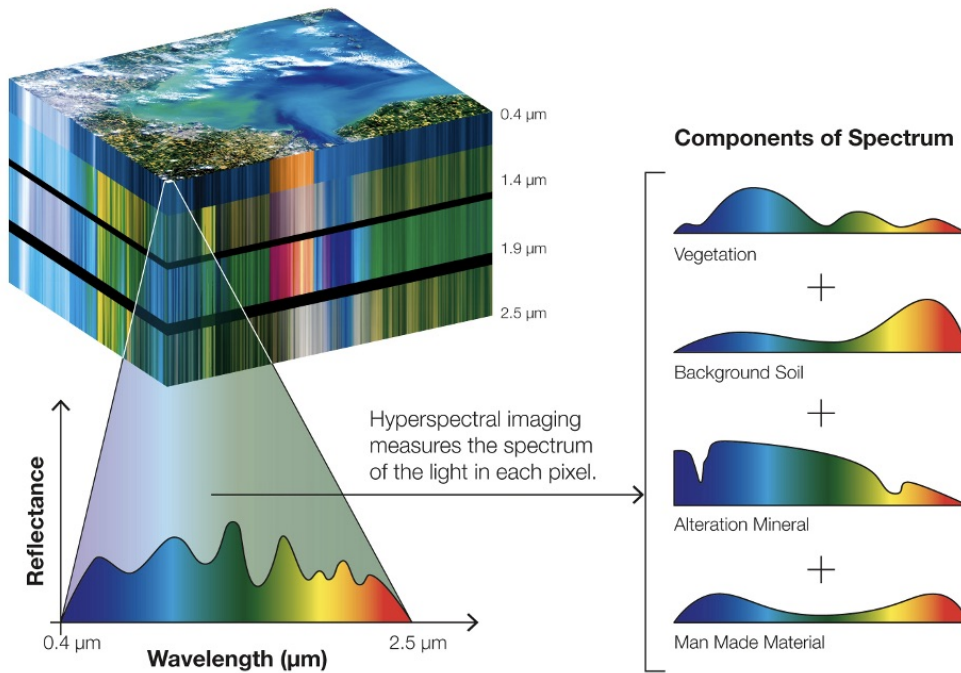 0.4 µm
1.4 µm
1.9 µm
2.5 µm
Components of Spectrum
Vegetation
+
Background Soil
+
Alteration Mineral
+
Man Made Material
Hyperspectral imaging
measures the spectrum
of the light in each pixel.
Reflectance
0.4 µm
2.5 µm
Wavelength (µm)